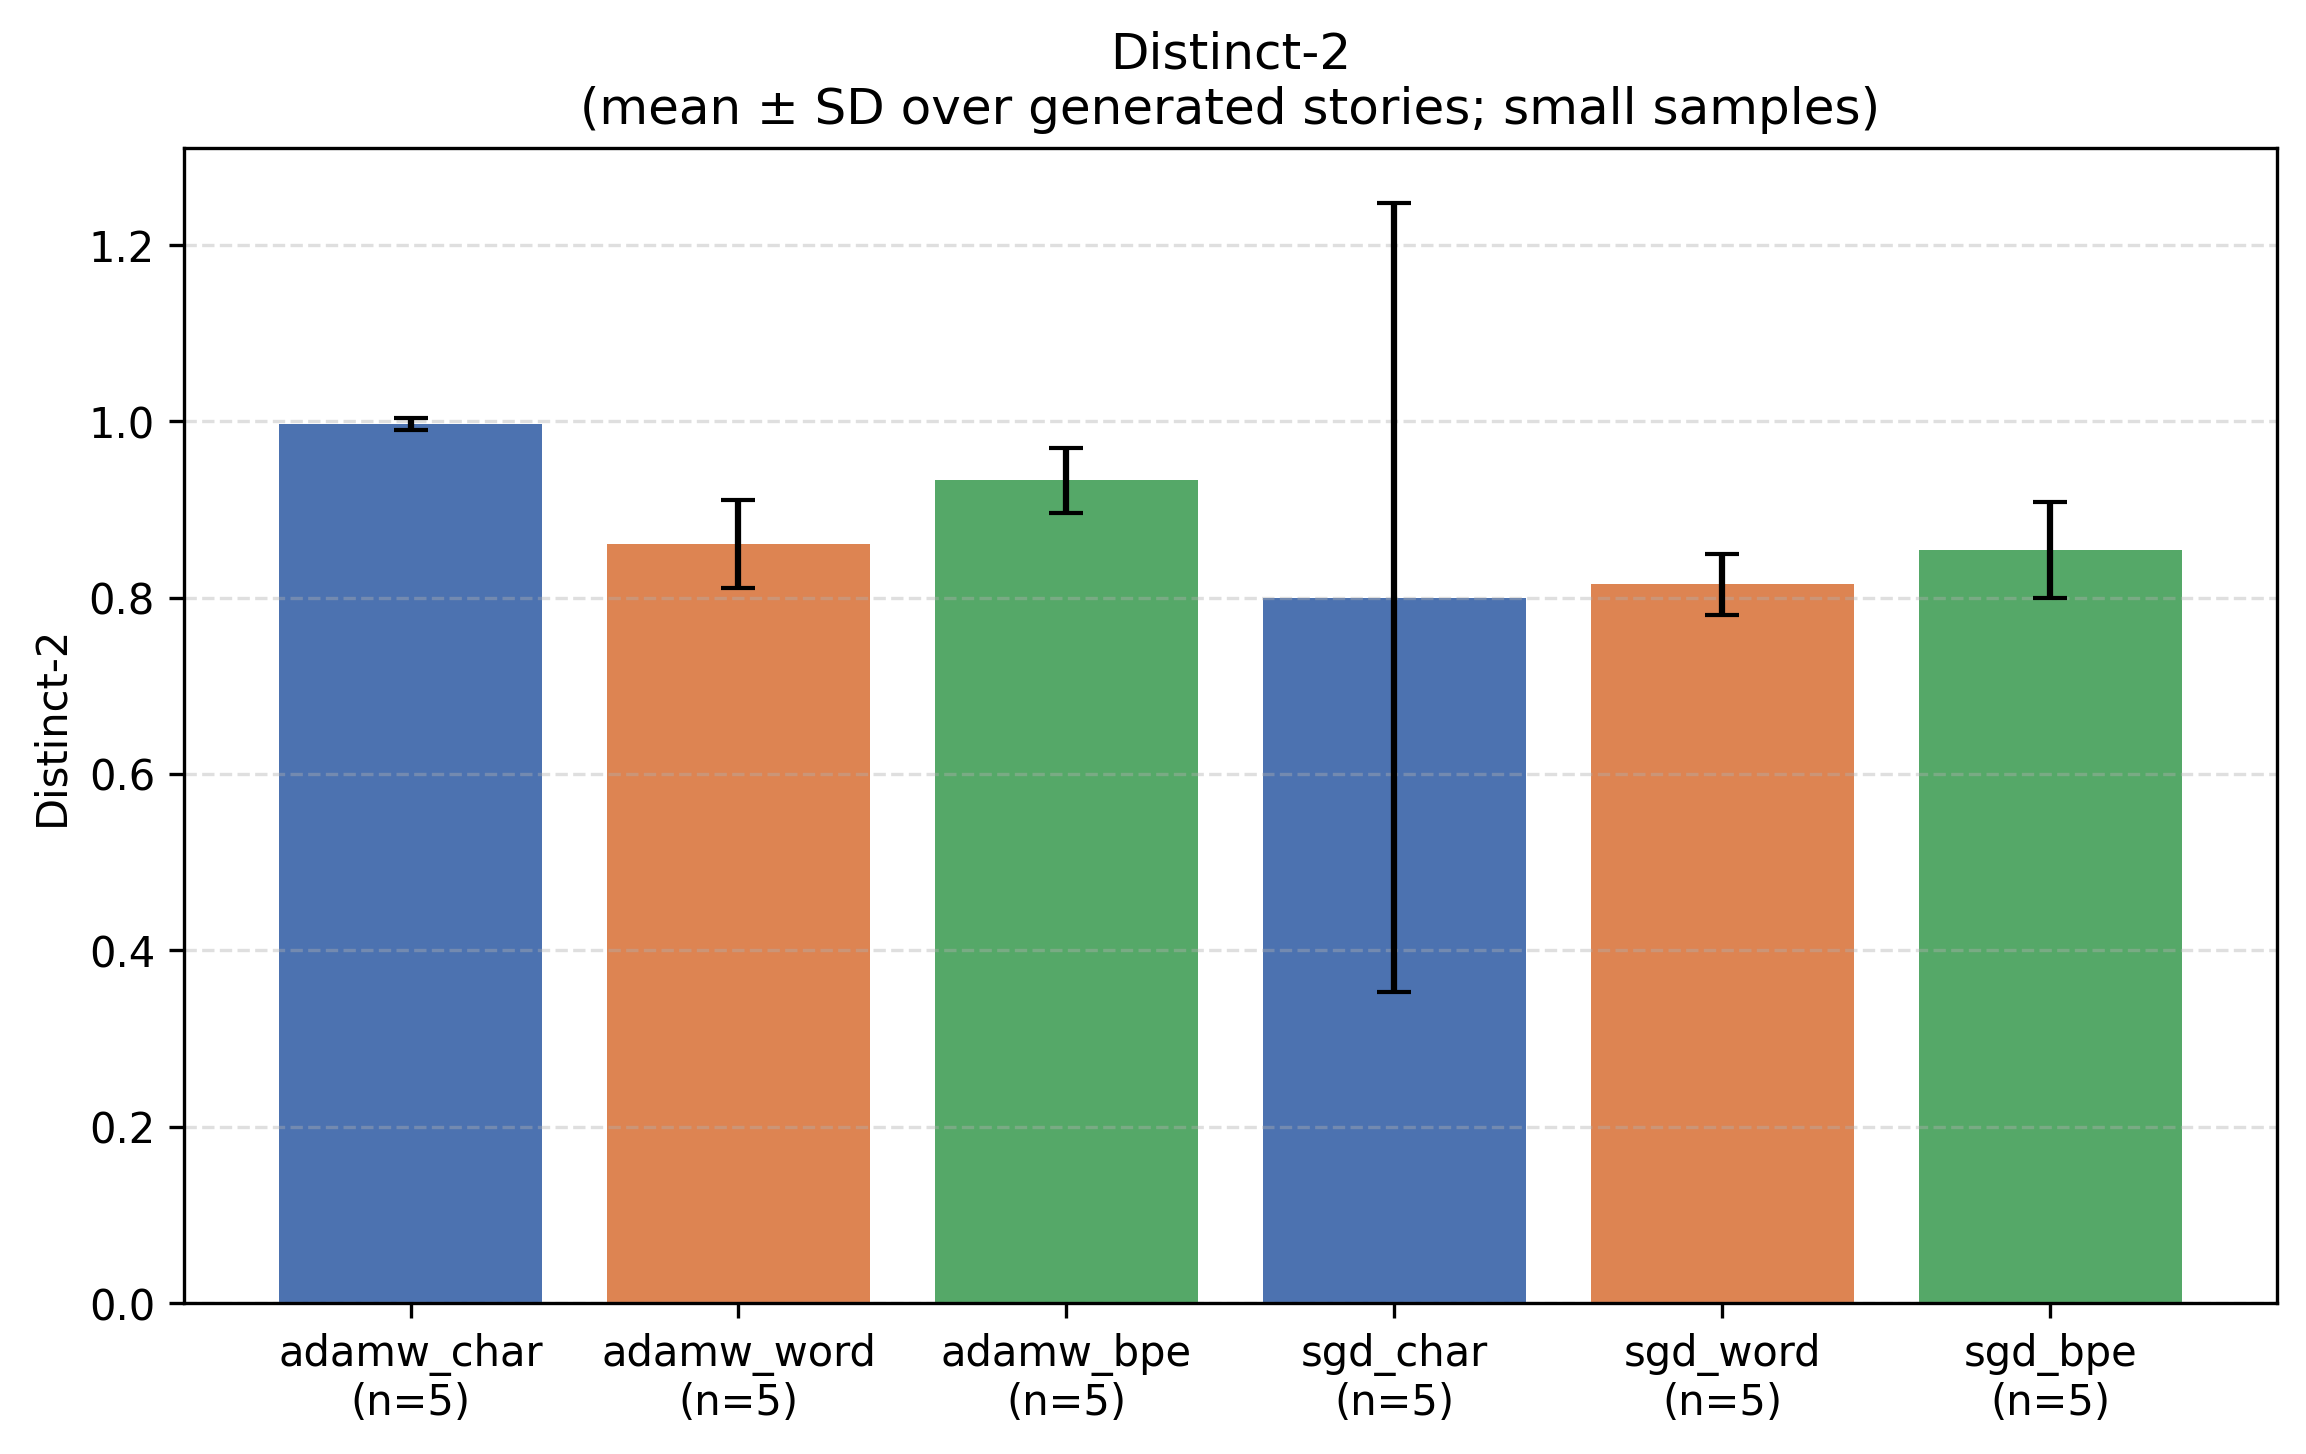 Distinct-2
(mean ± SD over generated stories; small samples)
Distinct-2
1.2
1.0
0.8
0.6
0.4
0.2
0.0
adamw_char
(n=5)
adamw_word
(n=5)
adamw_bpe
(n=5)
sgd_char
(n=5)
sgd_word
(n=5)
sgd_bpe
(n=5)